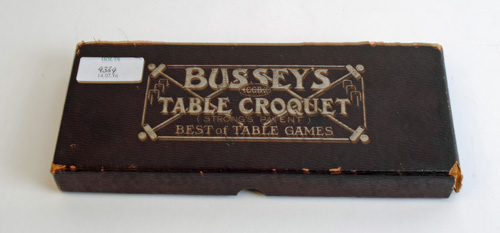 BUSSEY'S
TABLE CROQUET
(STRONG'S PATENT)
BEST of TABLE GAMES